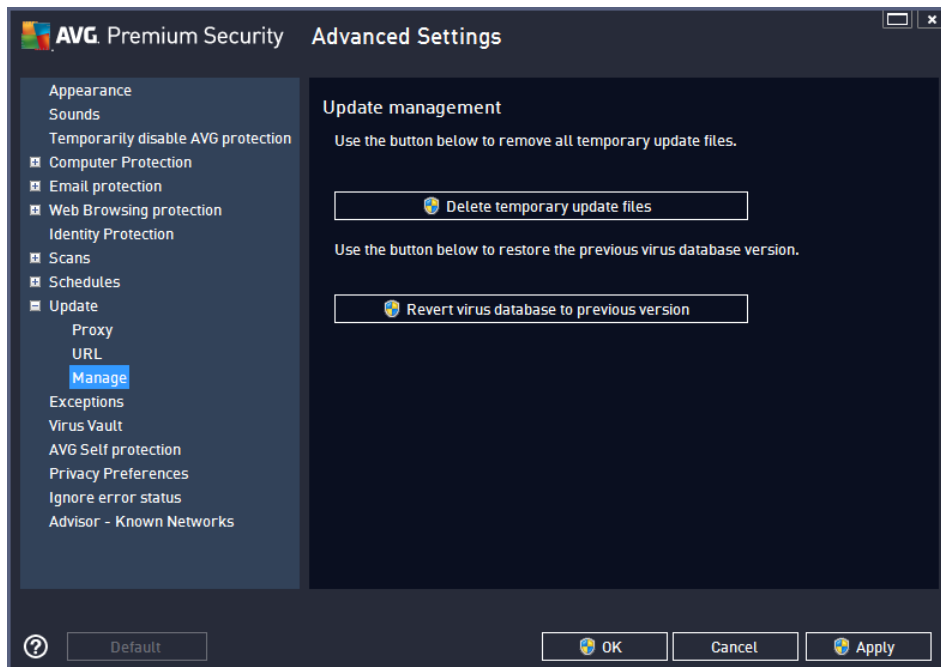 AVG. Premium Security Advanced Settings
Appearance
Sounds
Temporarily disable AVG protection
Computer Protection
Email protection
Web Browsing protection
Identity Protection
Scans
Schedules
Update
Proxy
URL
Manage
Exceptions
Virus Vault
AVG Self protection
Privacy Preferences
Ignore error status
Advisor - Known Networks
Update management
Use the button below to remove all temporary update files.
Delete temporary update files
Use the button below to restore the previous virus database version.
Revert virus database to previous version
Default
OK
Cancel
Apply